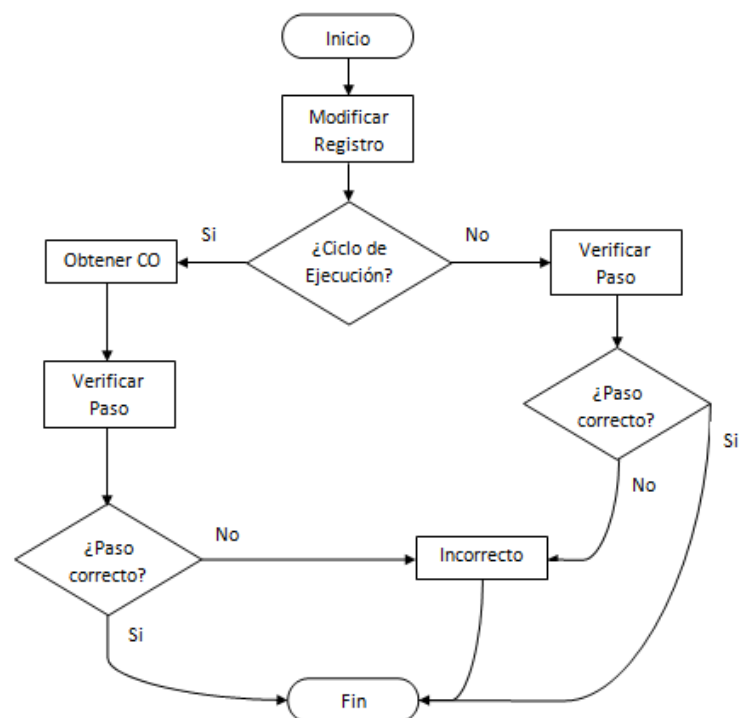 Inicio
Modificar
Registro
Si
No
¿Ciclo de
Ejecución?
Obtener CO
Verificar
Paso
Verificar
Paso
¿Paso
correcto?
Si
No
¿Paso
correcto?
No
Incorrecto
Si
Fin